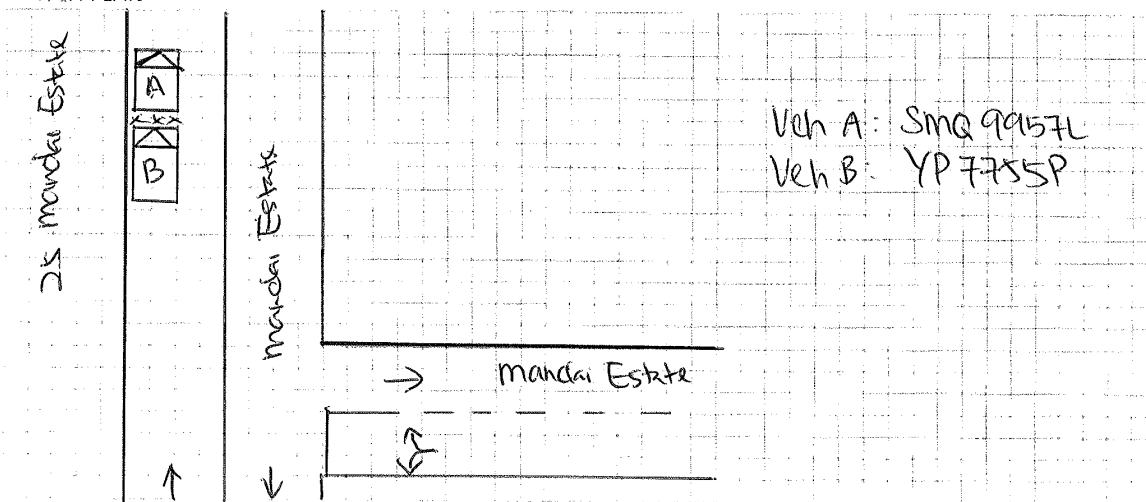 25 mandai Estate
A
B
mandai Estate
Veh A: SMQ 9957L
Veh B: YP 7755P
mandai Estate